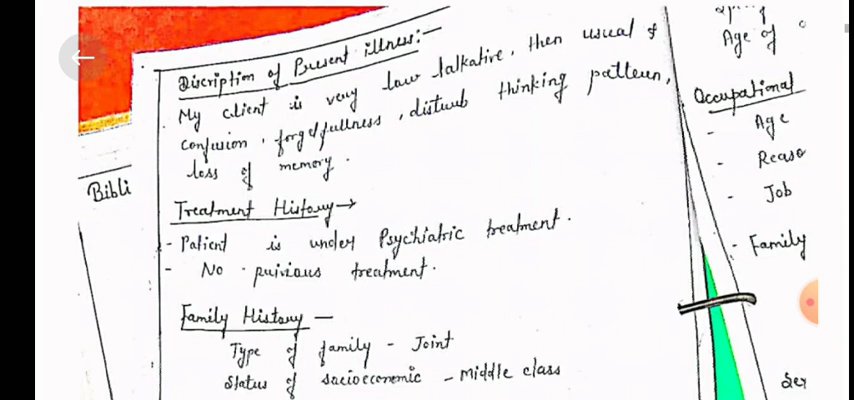 Discription of Present illness:-
My client is very low talkative, then usual &
confusion, forgetfullness, disturb thinking pattern,
loss of memory.
Treatment History→
- Patient is under Psychiatric treatment.
- No puivious treatment.
Family History —
Type of family - Joint
Status of socioeconomic - Middle class
Bibli
Age of
Occupational
- Age
- Reaso
- Job
- Family